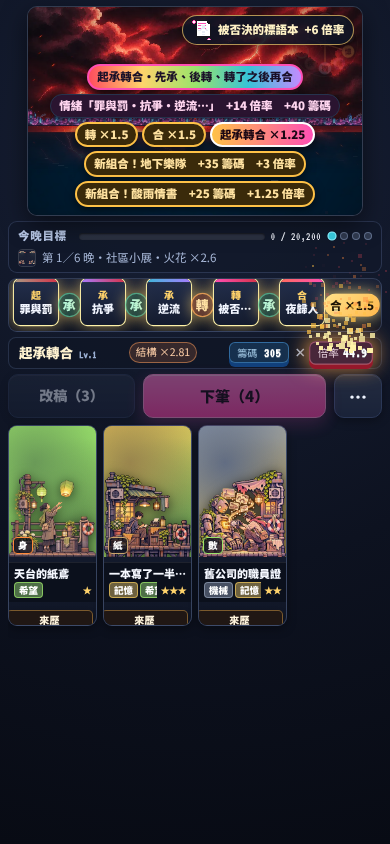 被否決的標語本 +6 倍率
起承轉合・先承、後轉、轉了之後再合
情緒「罪與罰・抗爭・逆流…」 +14 倍率 +40 籌碼
轉 ×1.5 合 ×1.5 起承轉合 ×1.25
新組合！地下樂隊 +35 籌碼 +3 倍率
新組合！酸雨情書 +25 籌碼 +1.25 倍率
今晚目標 0 / 20,200
第 1／6 晚・社區小展・火花 ×2.6
起 承 承 承 承 轉 轉 承 合
罪與罰 抗爭 逆流 被否… 夜歸人 合 ×1.5
起承轉合 Lv.1 結構 ×2.81 籌碼 305 × 倍率 44.9
改稿（3） 下筆（4） …
身 紙 數
天台的紙鳶 一本寫了一半… 舊公司的職員證
希望 ★ 記憶 ★★★ 機械 記憶 ★★
來歷 來歷 來歷